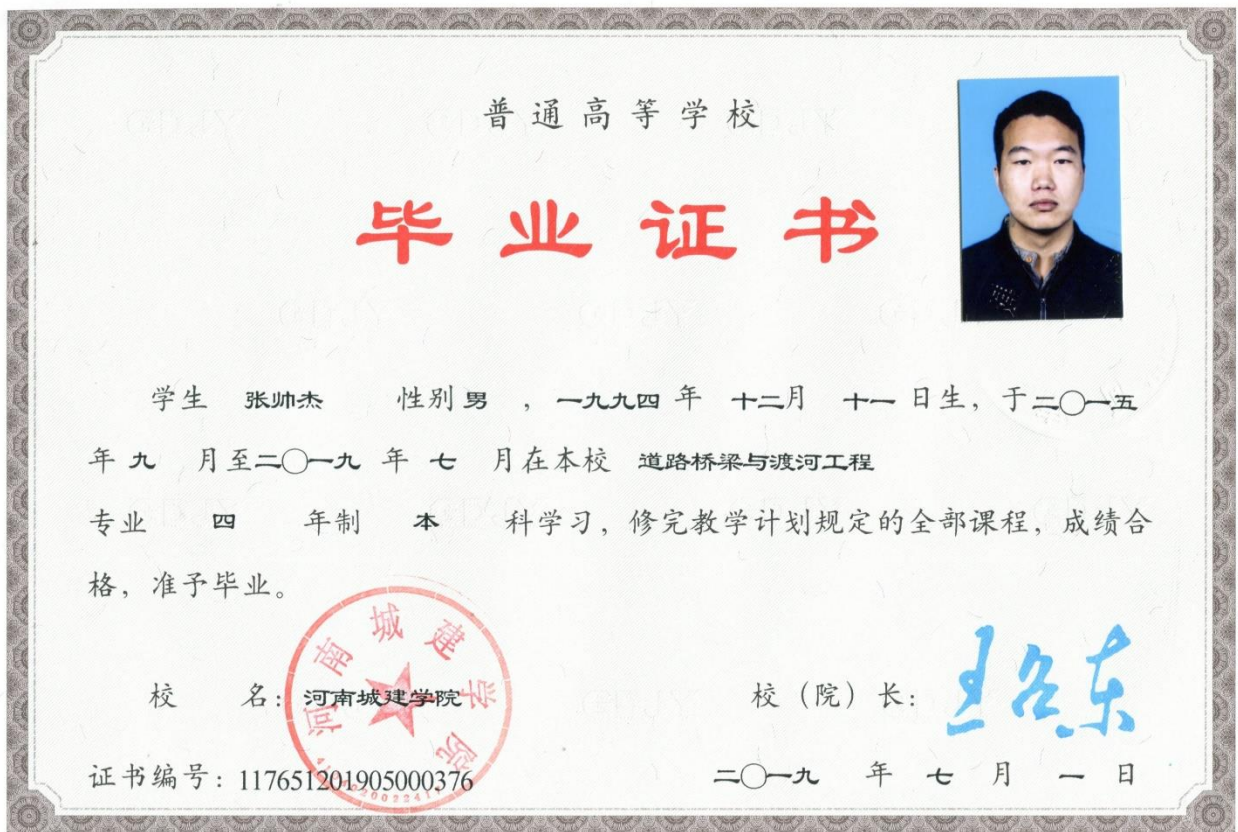 普通高等学校
毕业证书
学生 张帅杰 性别 男 ，一九九四 年 十二月 十一 日生，于二〇一五
年 九 月至二〇一九 年 七 月在本校 道路桥梁与渡河工程
专业 四 年制 本 科学习，修完教学计划规定的全部课程，成绩合
格，准予毕业。
河南城建学院
校 名：河南城建学院 校（院）长：
证书编号：117651201905000376 二〇一九 年 七 月 一 日